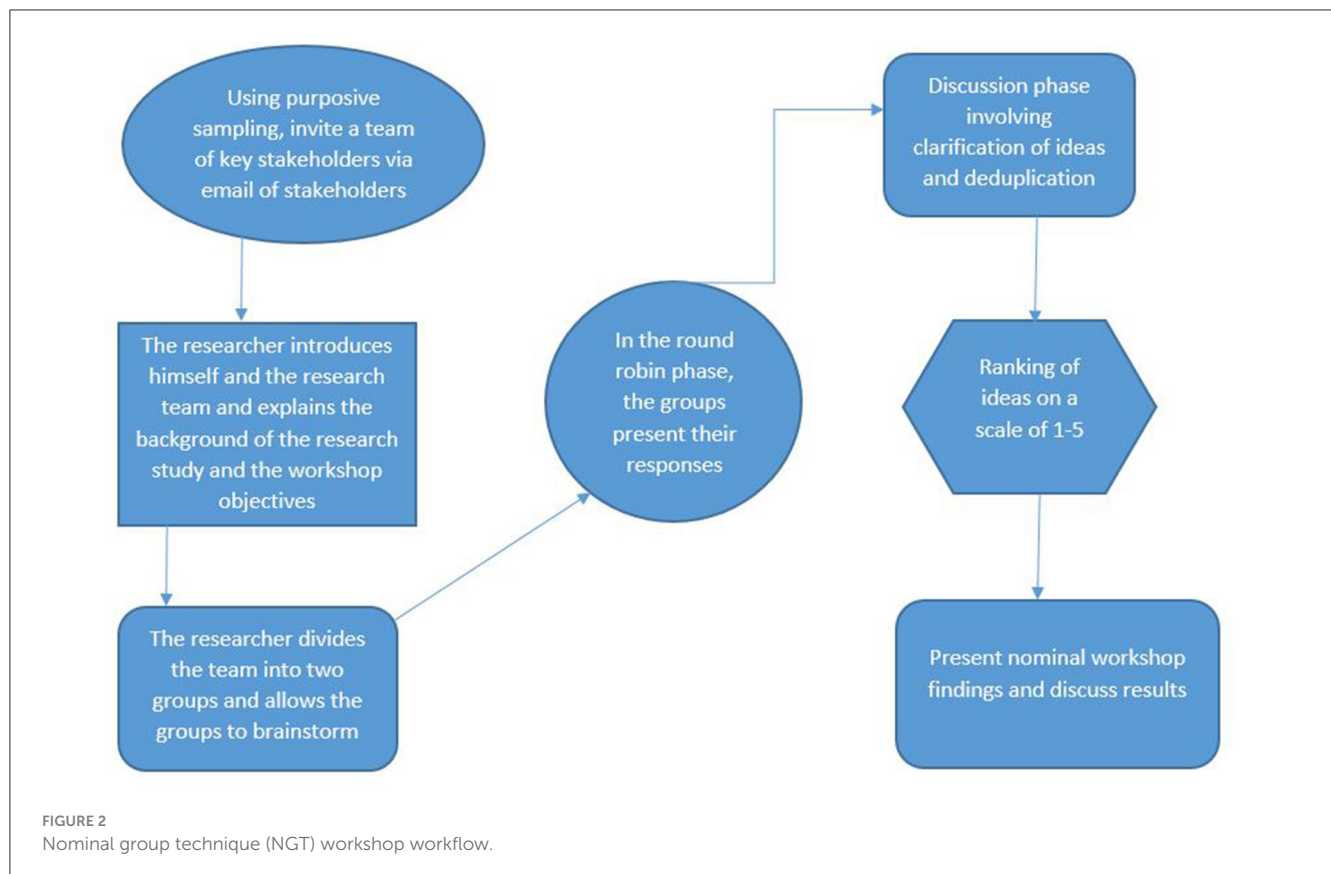 Using purposive
sampling, invite a team
of key stakeholders via
email of stakeholders
The researcher introduces
himself and the research
team and explains the
background of the research
study and the workshop
objectives
The researcher divides
the team into two
groups and allows the
groups to brainstorm
In the round
robin phase,
the groups
present their
responses
Discussion phase
involving
clarification of ideas
and deduplication
Ranking of
ideas on a
scale of 1-5
Present nominal workshop
findings and discuss results
FIGURE 2
Nominal group technique (NGT) workshop workflow.